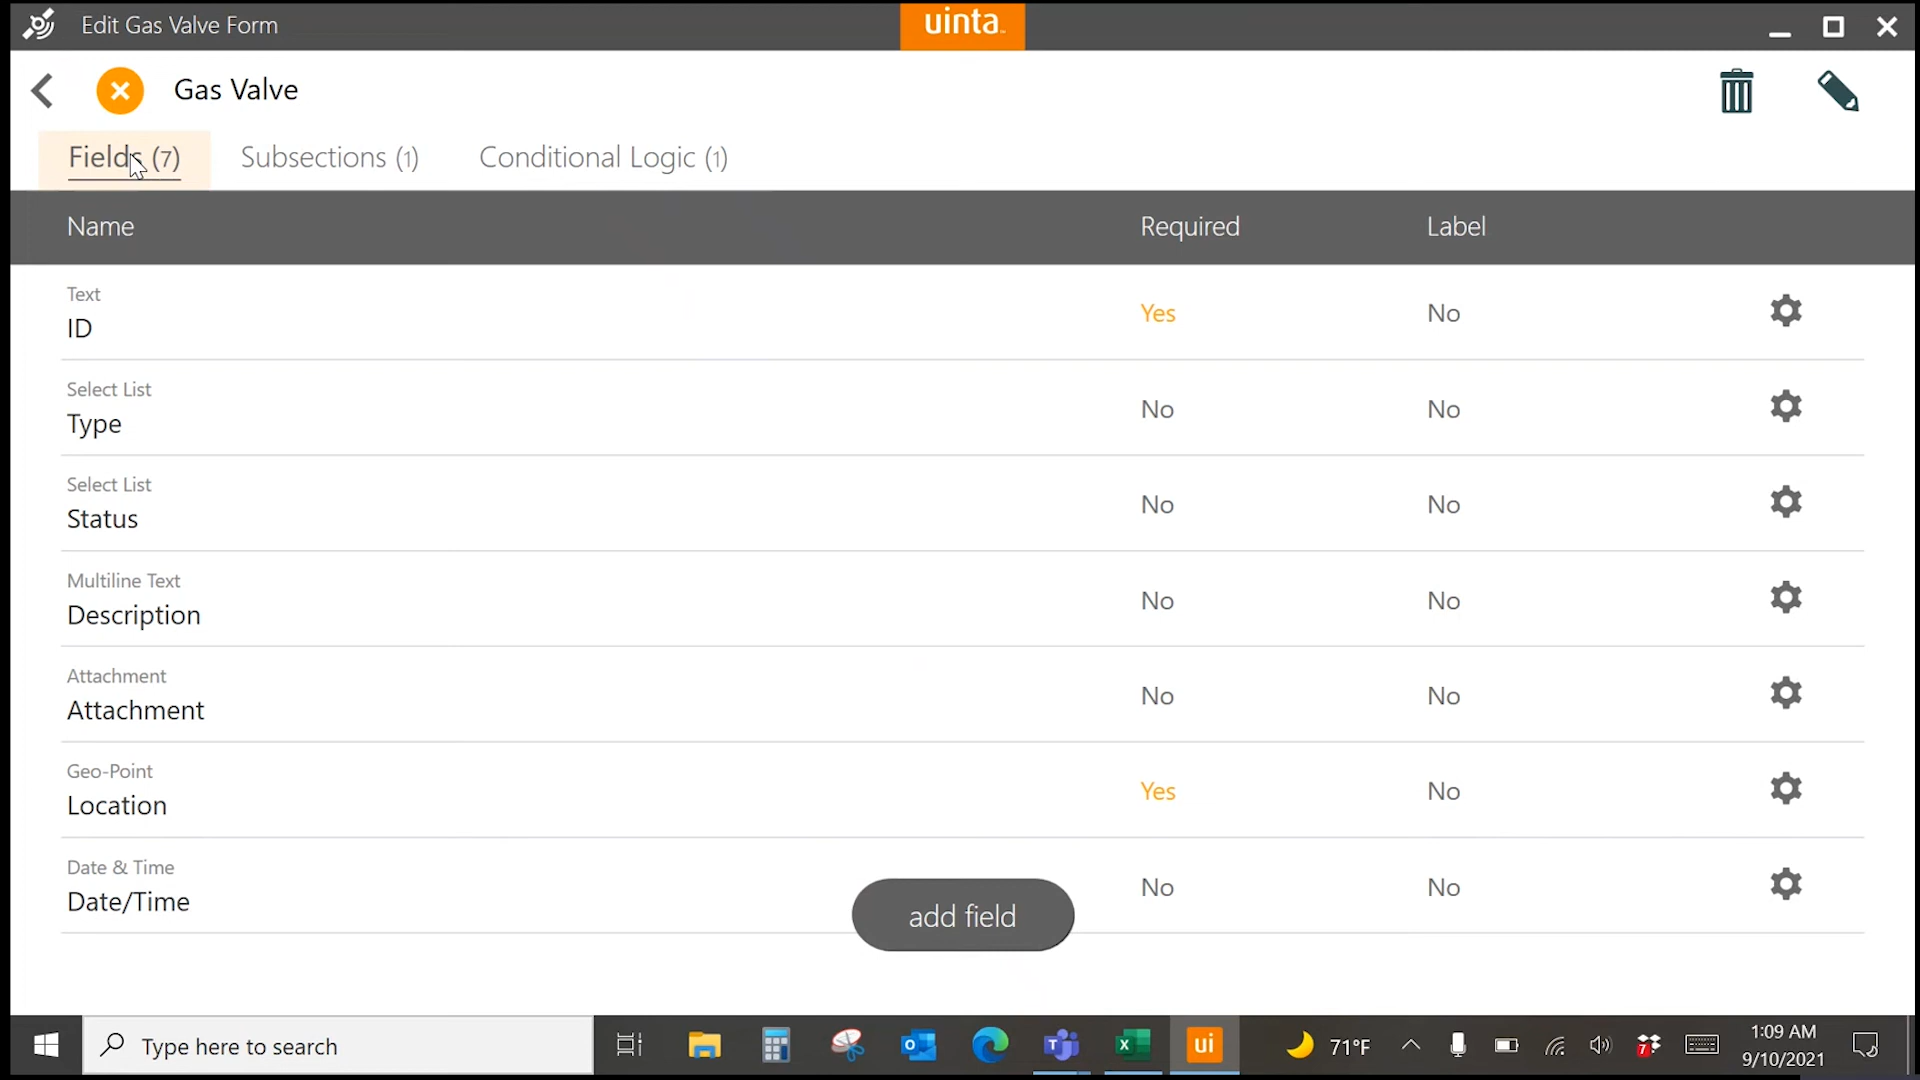 Edit Gas Valve Form
uinta
Gas Valve
Fields (7)
Subsections (1)
Conditional Logic (1)
Name
Required
Label
Text
ID
Yes
No
Select List
Type
No
No
Select List
Status
No
No
Multiline Text
Description
No
No
Attachment
Attachment
No
No
Geo-Point
Location
Yes
No
Date & Time
Date/Time
No
No
add field
Type here to search
ui
71°F
7
1:09 AM
9/10/2021